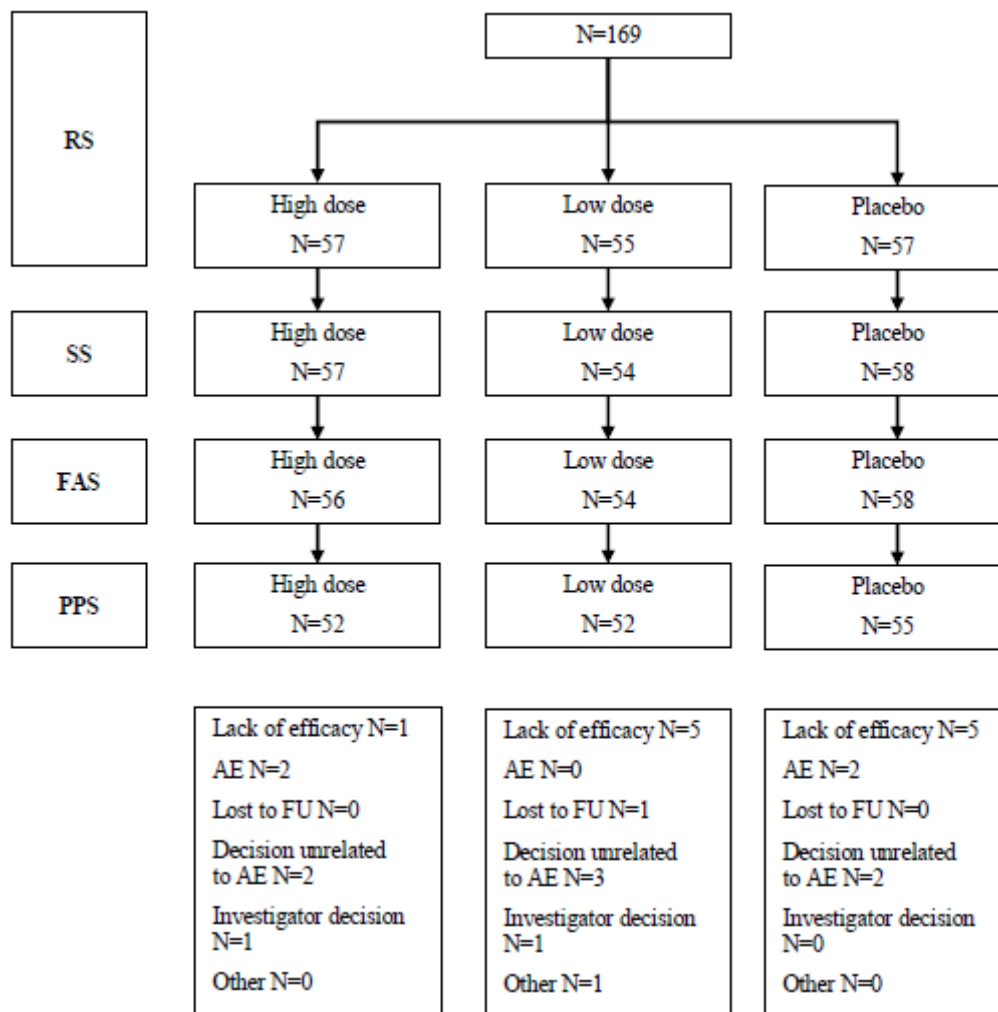 N=169
RS
High dose
N=57
Low dose
N=55
Placebo
N=57
SS
High dose
N=57
Low dose
N=54
Placebo
N=58
FAS
High dose
N=56
Low dose
N=54
Placebo
N=58
PPS
High dose
N=52
Low dose
N=52
Placebo
N=55
Lack of efficacy N=1
AE N=2
Lost to FU N=0
Decision unrelated
to AE N=2
Investigator decision
N=1
Other N=0
Lack of efficacy N=5
AE N=0
Lost to FU N=1
Decision unrelated
to AE N=3
Investigator decision
N=1
Other N=1
Lack of efficacy N=5
AE N=2
Lost to FU N=0
Decision unrelated
to AE N=2
Investigator decision
N=0
Other N=0